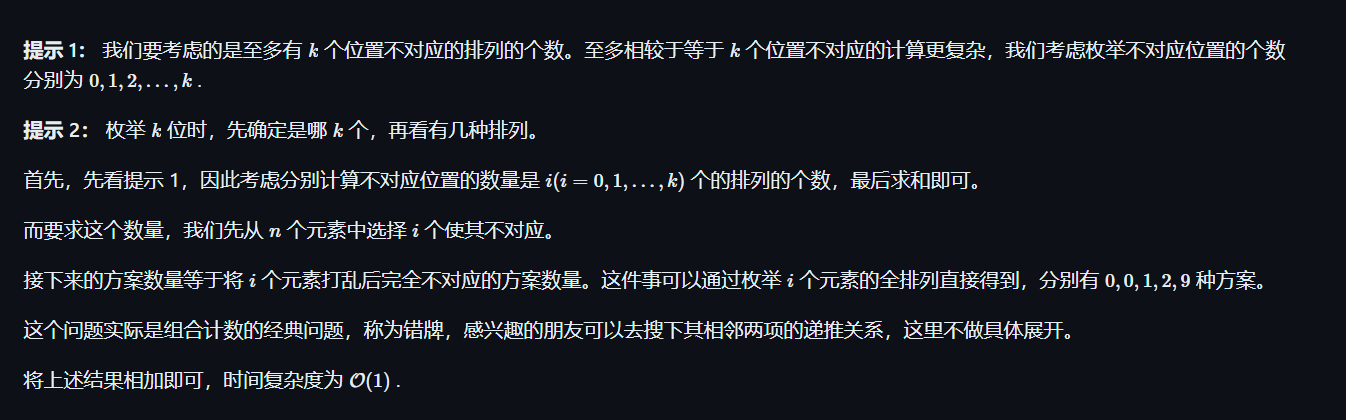 提示 1： 我们要考虑的是至多有 k 个位置不对应的排列的个数。至多相较于等于 k 个位置不对应的计算更复杂，我们考虑枚举不对应位置的个数
分别为 0, 1, 2, . . . , k .
提示 2： 枚举 k 位时，先确定是哪 k 个，再看有几种排列。
首先，先看提示 1，因此考虑分别计算不对应位置的数量是 i(i = 0, 1, . . . , k) 个的排列的个数，最后求和即可。
而要求这个数量，我们先从 n 个元素中选择 i 个使其不对应。
接下来的方案数量等于将 i 个元素打乱后完全不对应的方案数量。这件事可以通过枚举 i 个元素的全排列直接得到，分别有 0, 0, 1, 2, 9 种方案。
这个问题实际是组合计数的经典问题，称为错牌，感兴趣的朋友可以去搜下其相邻两项的递推关系，这里不做具体展开。
将上述结果相加即可，时间复杂度为 𝒪(1) .